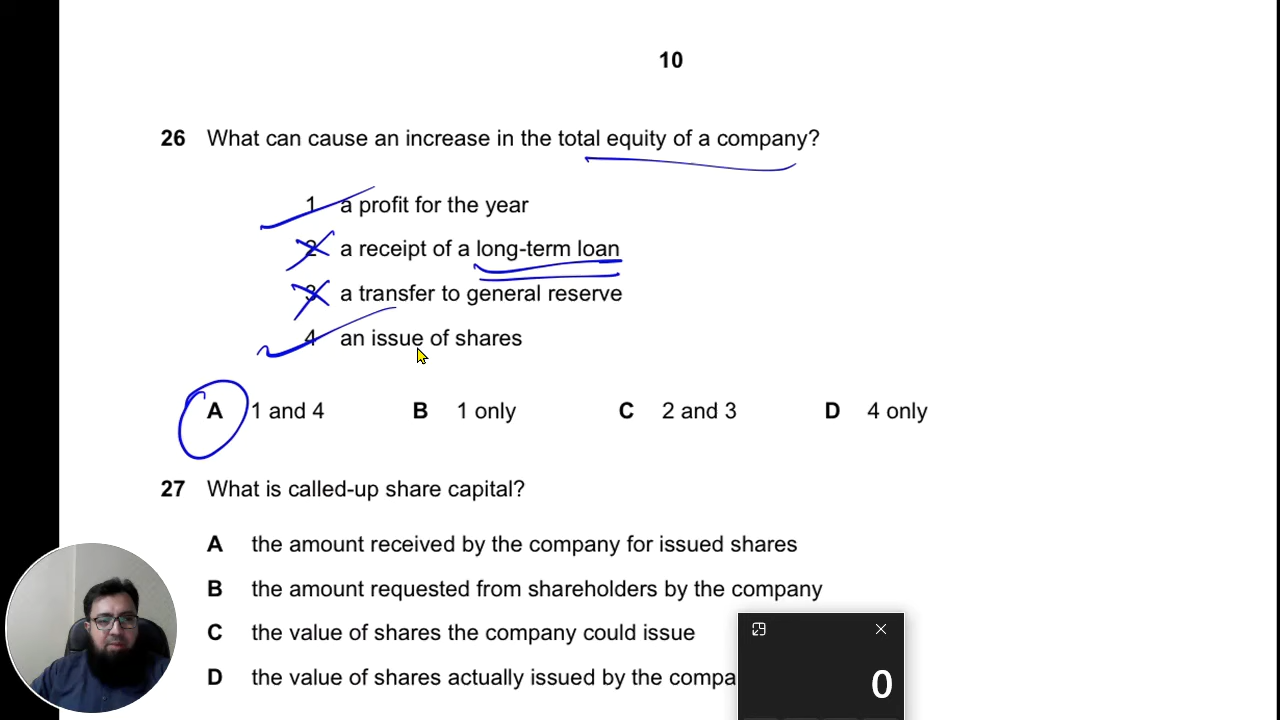 10
26 What can cause an increase in the total equity of a company?
1 a profit for the year
2 a receipt of a long-term loan
3 a transfer to general reserve
4 an issue of shares
A 1 and 4 B 1 only C 2 and 3 D 4 only
27 What is called-up share capital?
A the amount received by the company for issued shares
B the amount requested from shareholders by the company
C the value of shares the company could issue
D the value of shares actually issued by the compa
0